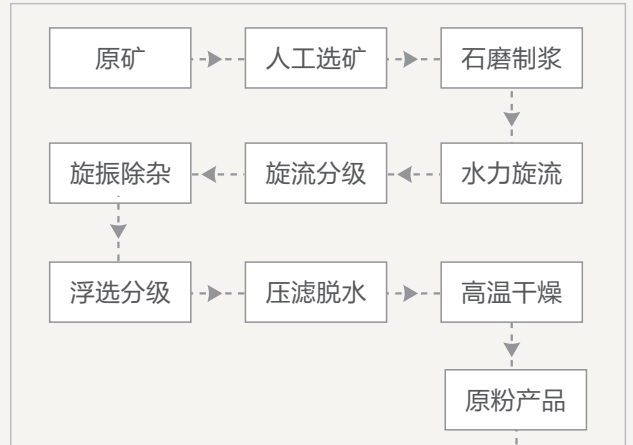 原矿
人工选矿
石磨制浆
水力旋流
旋流分级
旋振除杂
浮选分级
压滤脱水
高温干燥
原粉产品